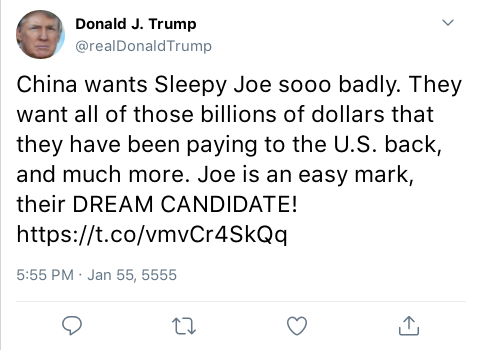 Donald J. Trump
@realDonaldTrump
China wants Sleepy Joe sooo badly. They
want all of those billions of dollars that
they have been paying to the U.S. back,
and much more. Joe is an easy mark,
their DREAM CANDIDATE!
https://t.co/vmvCr4SkQq
5:55 PM · Jan 55, 5555